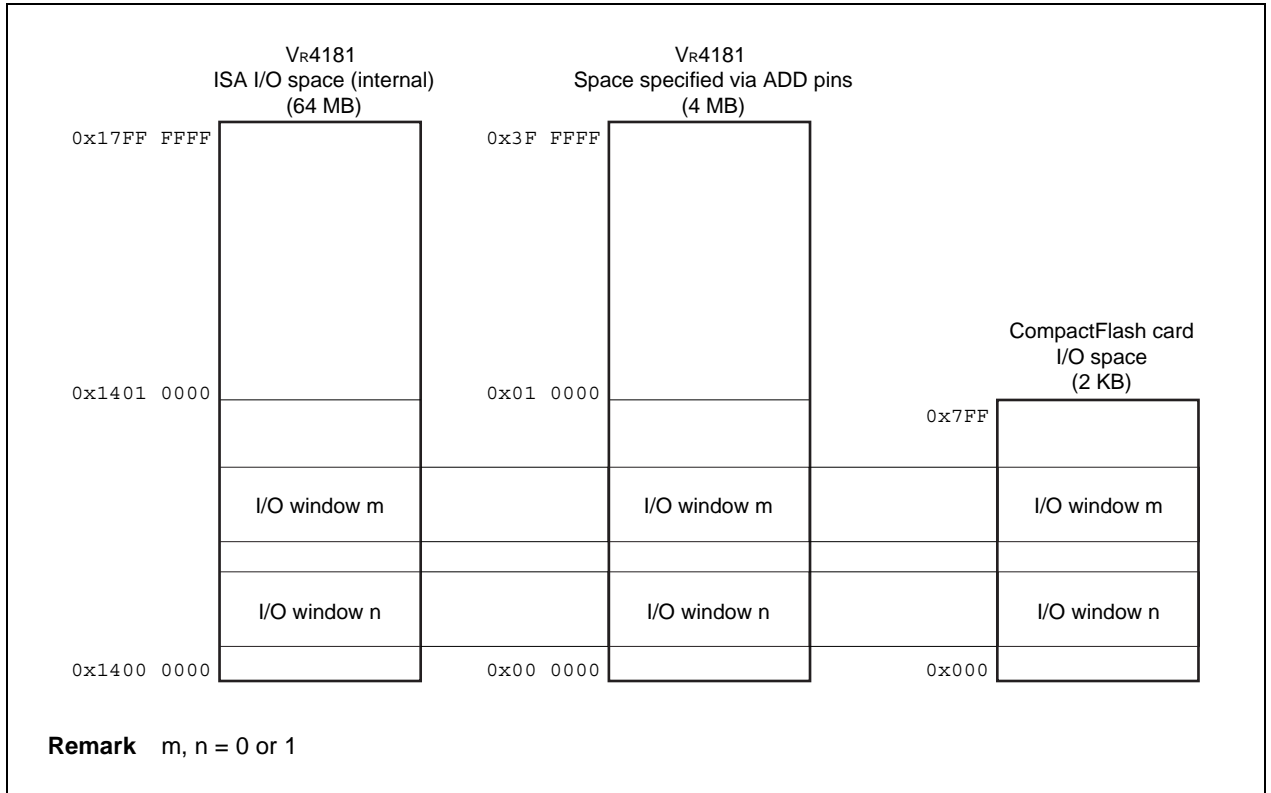 VR4181
ISA I/O space (internal)
(64 MB)
VR4181
Space specified via ADD pins
(4 MB)
0x17FF FFFF
0x3F FFFF
CompactFlash card
I/O space
(2 KB)
0x1401 0000
0x01 0000
0x7FF
I/O window m
I/O window m
I/O window m
I/O window n
I/O window n
I/O window n
0x1400 0000
0x00 0000
0x000
Remark m, n = 0 or 1